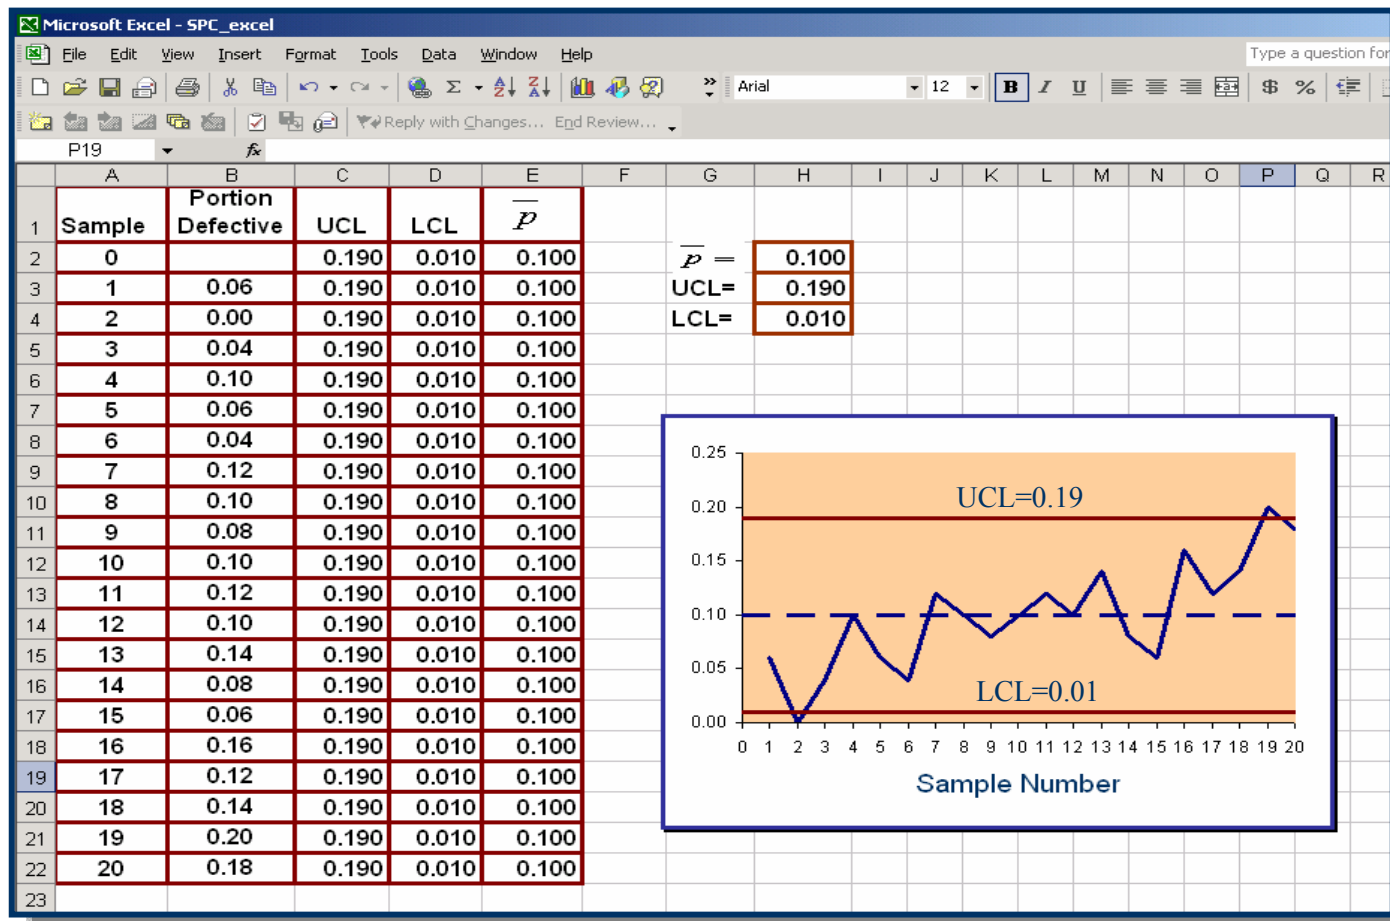 Microsoft Excel - SPC_excel
File Edit View Insert Format Tools Data Window Help Type a question for
Arial 12 B I U $ %
Reply with Changes... End Review...
P19 fx
A B C D E F G H I J K L M N O P Q R
1 Sample Portion Defective UCL LCL p̅
2 0 0.190 0.010 0.100 p̅ = 0.100
3 1 0.06 0.190 0.010 0.100 UCL= 0.190
4 2 0.00 0.190 0.010 0.100 LCL= 0.010
5 3 0.04 0.190 0.010 0.100
6 4 0.10 0.190 0.010 0.100
7 5 0.06 0.190 0.010 0.100
8 6 0.04 0.190 0.010 0.100
9 7 0.12 0.190 0.010 0.100
10 8 0.10 0.190 0.010 0.100
11 9 0.08 0.190 0.010 0.100
12 10 0.10 0.190 0.010 0.100
13 11 0.12 0.190 0.010 0.100
14 12 0.10 0.190 0.010 0.100
15 13 0.14 0.190 0.010 0.100
16 14 0.08 0.190 0.010 0.100
17 15 0.06 0.190 0.010 0.100
18 16 0.16 0.190 0.010 0.100
19 17 0.12 0.190 0.010 0.100
20 18 0.14 0.190 0.010 0.100
21 19 0.20 0.190 0.010 0.100
22 20 0.18 0.190 0.010 0.100
23
0.25
0.20
UCL=0.19
0.15
0.10
0.05
LCL=0.01
0.00
0 1 2 3 4 5 6 7 8 9 10 11 12 13 14 15 16 17 18 19 20
Sample Number